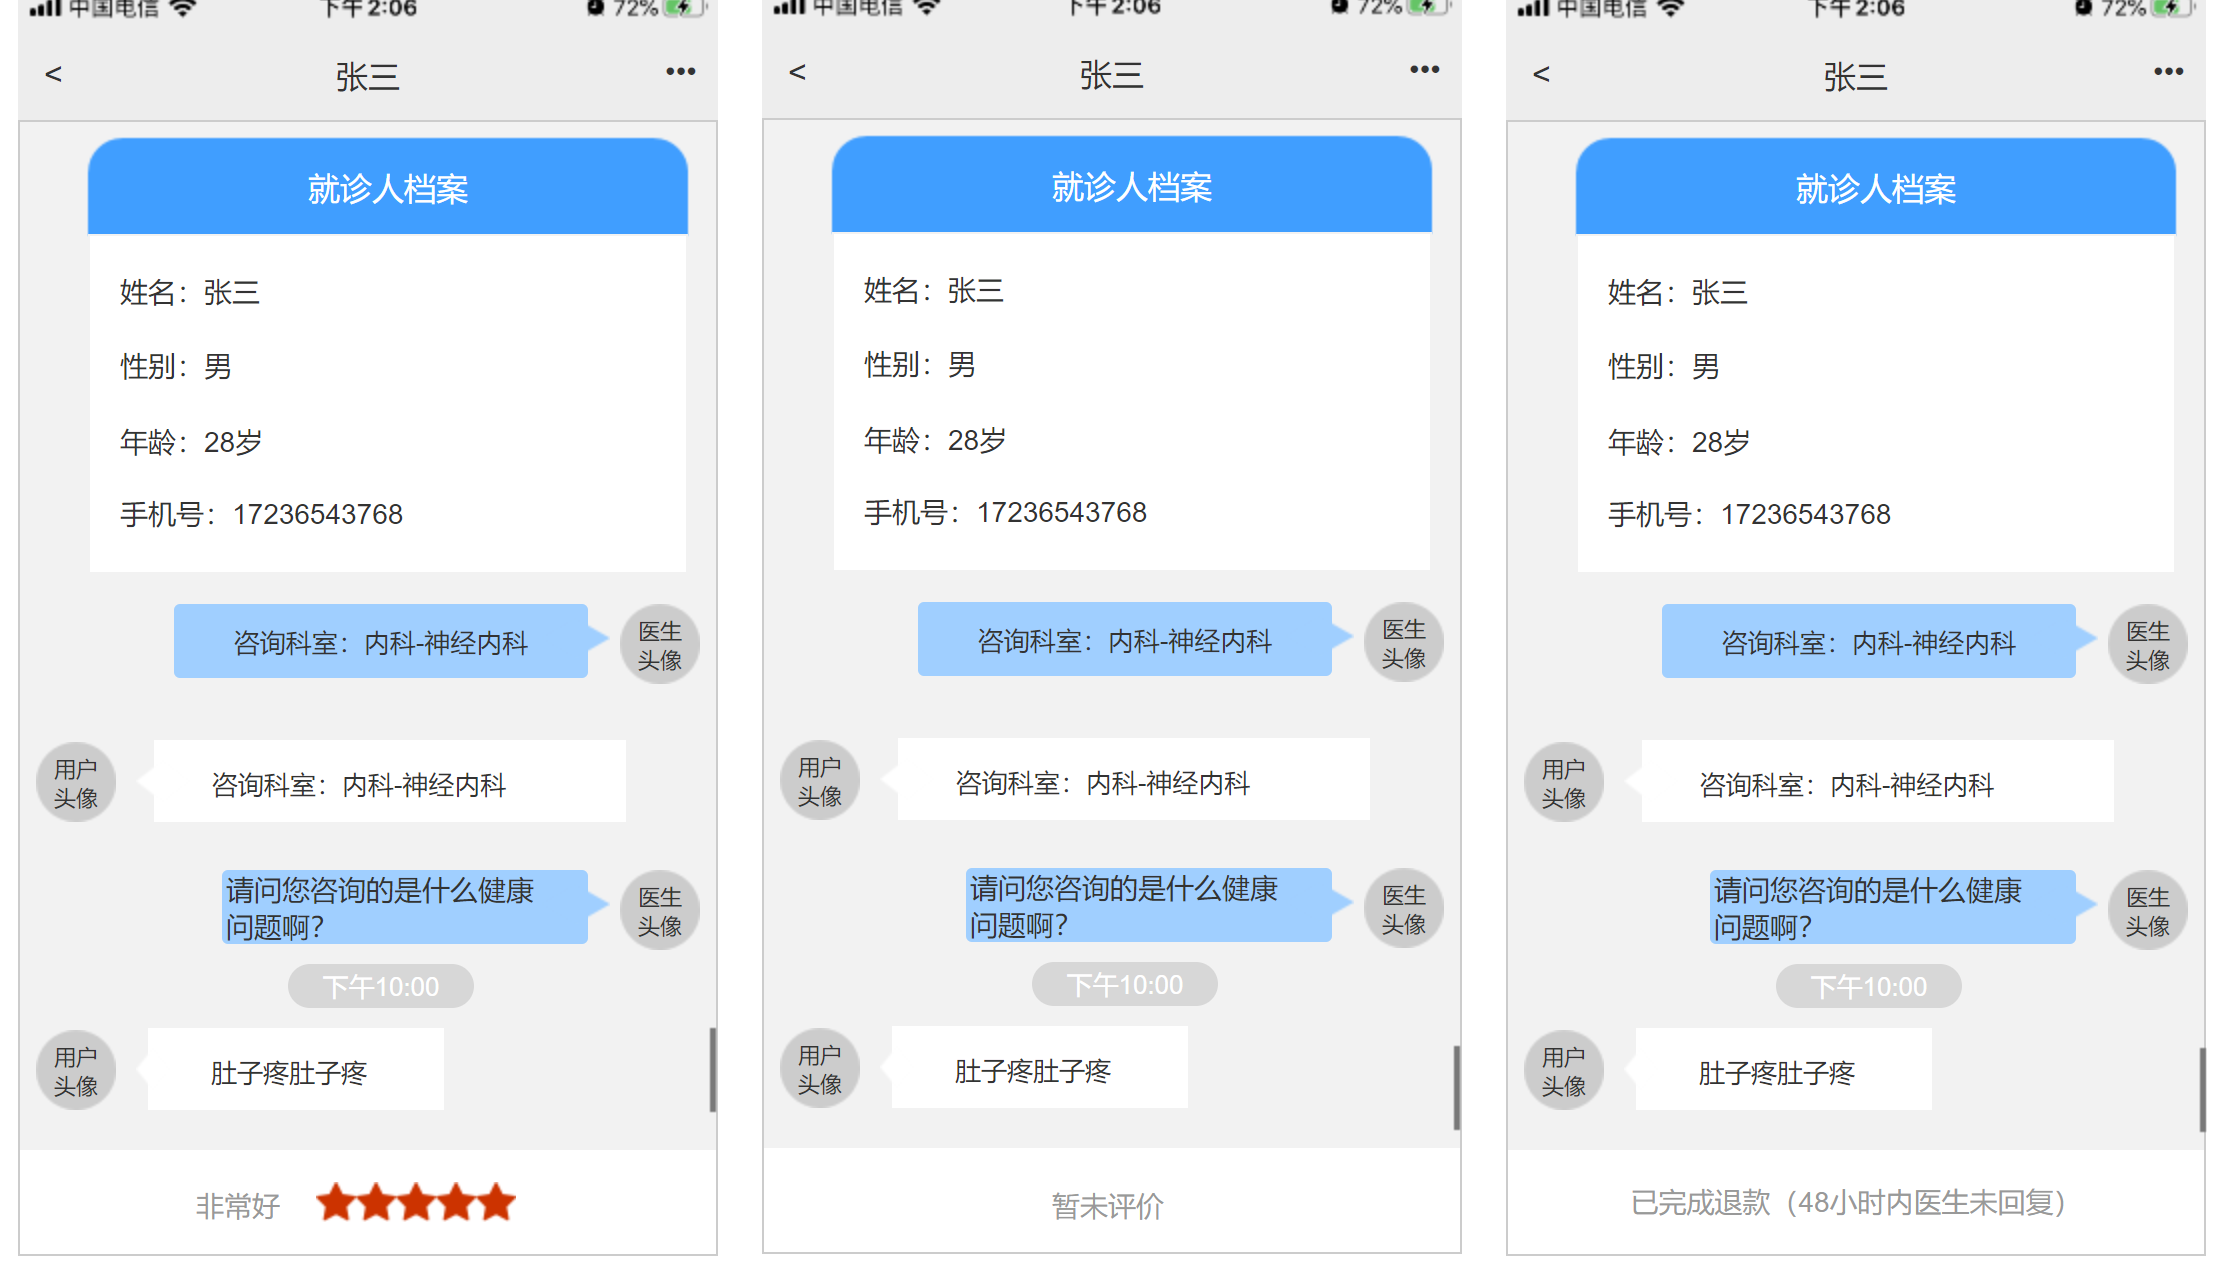 中国电信 下午2:06 72%
< 张三 •••
就诊人档案
姓名：张三
性别：男
年龄：28岁
手机号：17236543768
咨询科室：内科-神经内科
医生
头像
用户
头像
咨询科室：内科-神经内科
请问您咨询的是什么健康
问题啊？
医生
头像
下午10:00
用户
头像
肚子疼肚子疼
非常好
中国电信 下午2:06 72%
< 张三 •••
就诊人档案
姓名：张三
性别：男
年龄：28岁
手机号：17236543768
咨询科室：内科-神经内科
医生
头像
用户
头像
咨询科室：内科-神经内科
请问您咨询的是什么健康
问题啊？
医生
头像
下午10:00
用户
头像
肚子疼肚子疼
暂未评价
中国电信 下午2:06 72%
< 张三 •••
就诊人档案
姓名：张三
性别：男
年龄：28岁
手机号：17236543768
咨询科室：内科-神经内科
医生
头像
用户
头像
咨询科室：内科-神经内科
请问您咨询的是什么健康
问题啊？
医生
头像
下午10:00
用户
头像
肚子疼肚子疼
已完成退款（48小时内医生未回复）